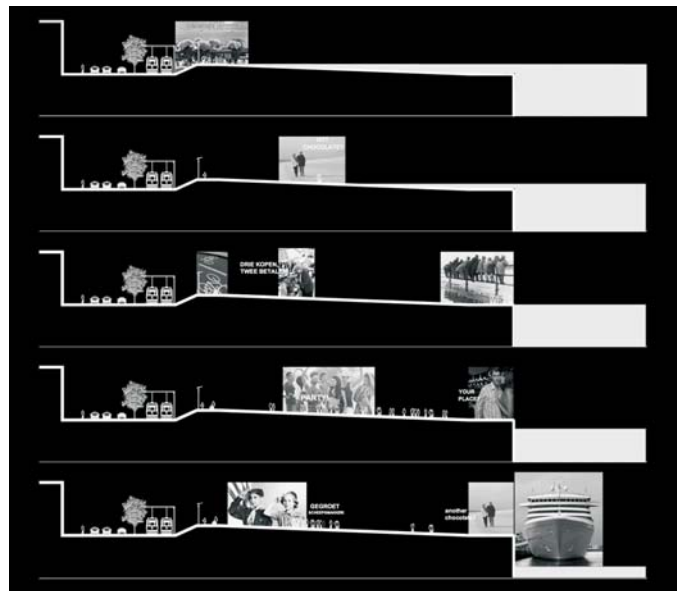 HOT
CHOCOLATE?
DRIE KOPEN,
TWEE BETALEN
PARTY!
YOUR
PLACE?
GEGROET
another
chocolate?